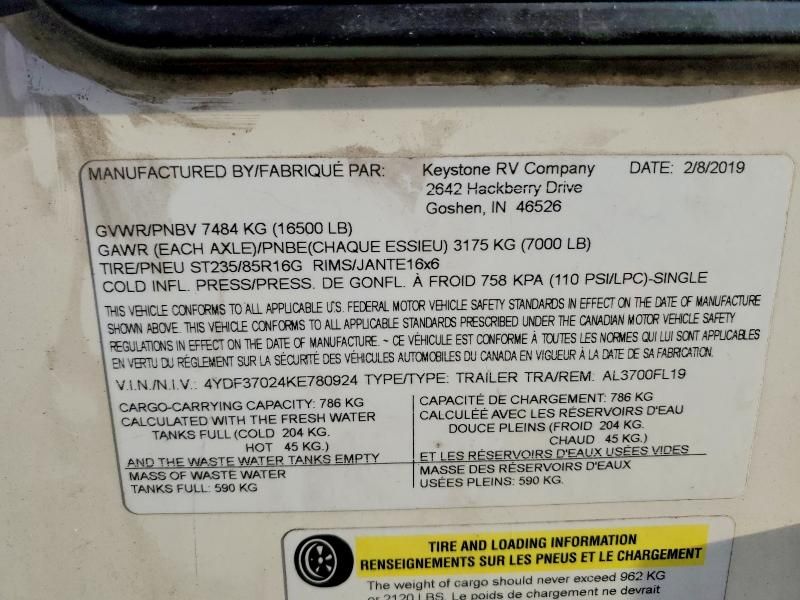 MANUFACTURED BY/FABRIQUÉ PAR: Keystone RV Company DATE: 2/8/2019
2642 Hackberry Drive
Goshen, IN 46526
GVWR/PNBV 7484 KG (16500 LB)
GAWR (EACH AXLE)/PNBE(CHAQUE ESSIEU) 3175 KG (7000 LB)
TIRE/PNEU ST235/85R16G RIMS/JANTE16x6
COLD INFL. PRESS/PRESS. DE GONFL. À FROID 758 KPA (110 PSI/LPC)-SINGLE
THIS VEHICLE CONFORMS TO ALL APPLICABLE U.S. FEDERAL MOTOR VEHICLE SAFETY STANDARDS IN EFFECT ON THE DATE OF MANUFACTURE
SHOWN ABOVE. THIS VEHICLE CONFORMS TO ALL APPLICABLE STANDARDS PRESCRIBED UNDER THE CANADIAN MOTOR VEHICLE SAFETY
REGULATIONS IN EFFECT ON THE DATE OF MANUFACTURE. ~ CE VÉHICULE EST CONFORME À TOUTES LES NORMES QUI LUI SONT APPLICABLES
EN VERTU DU RÉGLEMENT SUR LA SÉCURITÉ DES VÉHICULES AUTOMOBILES DU CANADA EN VIGUEUR À LA DATE DE SA FABRICATION.
V.I.N./N.I.V.: 4YDF37024KE780924 TYPE/TYPE: TRAILER TRA/REM: AL3700FL19
CARGO-CARRYING CAPACITY: 786 KG
CALCULATED WITH THE FRESH WATER
TANKS FULL (COLD 204 KG.
HOT 45 KG.)
AND THE WASTE WATER TANKS EMPTY
MASS OF WASTE WATER
TANKS FULL: 590 KG
CAPACITÉ DE CHARGEMENT: 786 KG
CALCULÉE AVEC LES RÉSERVOIRS D'EAU
DOUCE PLEINS (FROID 204 KG.
CHAUD 45 KG.)
ET LES RÉSERVOIRS D'EAUX USÉES VIDES
MASSE DES RÉSERVOIRS D'EAUX
USÉES PLEINS: 590 KG.
TIRE AND LOADING INFORMATION
RENSEIGNEMENTS SUR LES PNEUS ET LE CHARGEMENT
The weight of cargo should never exceed 962 KG
or 2120 LBS. Le poids de chargement ne devrait